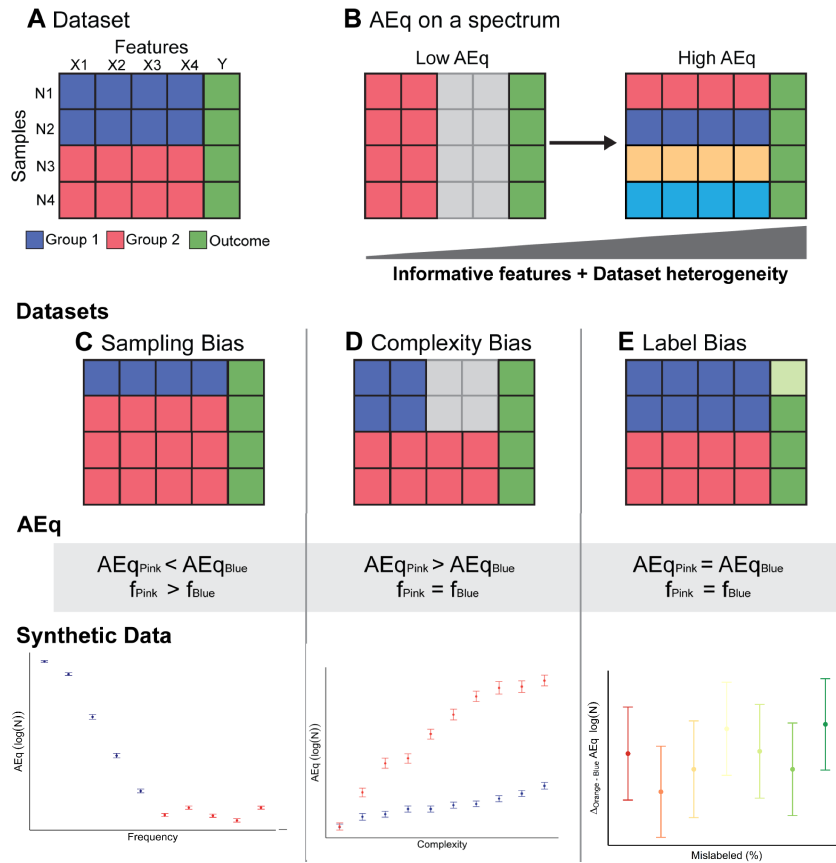 A Dataset
Features
X1 X2 X3 X4 Y
Samples
N1
N2
N3
N4
Group 1 Group 2 Outcome
B AEq on a spectrum
Low AEq High AEq
Informative features + Dataset heterogeneity
Datasets
C Sampling Bias
D Complexity Bias
E Label Bias
AEq
AEqPink < AEqBlue
fPink > fBlue
AEqPink > AEqBlue
fPink = fBlue
AEqPink = AEqBlue
fPink = fBlue
Synthetic Data
AEq (log(N))
Frequency
AEq (log(N))
Complexity
ΔOrange - Blue AEq log(N)
Mislabeled (%)